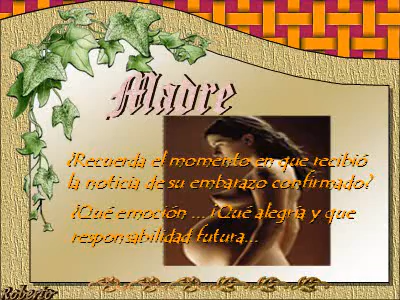 Madre
¿Recuerda el momento en que recibió
la noticia de su embarazo confirmado?
¿Qué emoción ... ¡Qué alegría y que
responsabilidad futura...
Roberto